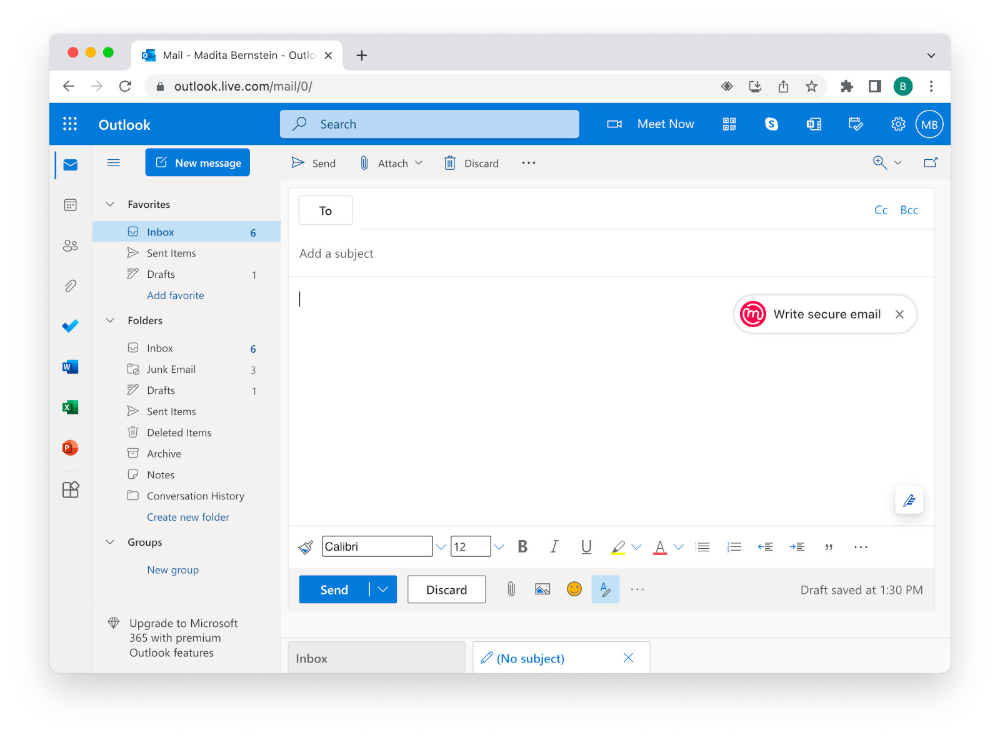 Mail - Madita Bernstein - Outlo
outlook.live.com/mail/0/
B
Outlook
Search
Meet Now
MB
New message
Send
Attach
Discard
Favorites
Inbox 6
Sent Items
Drafts 1
Add favorite
Folders
Inbox 6
Junk Email 3
Drafts 1
Sent Items
Deleted Items
Archive
Notes
Conversation History
Create new folder
Groups
New group
Upgrade to Microsoft
365 with premium
Outlook features
To
Cc Bcc
Add a subject
Write secure email
Calibri 12 B I U A
Send Discard Draft saved at 1:30 PM
Inbox (No subject)